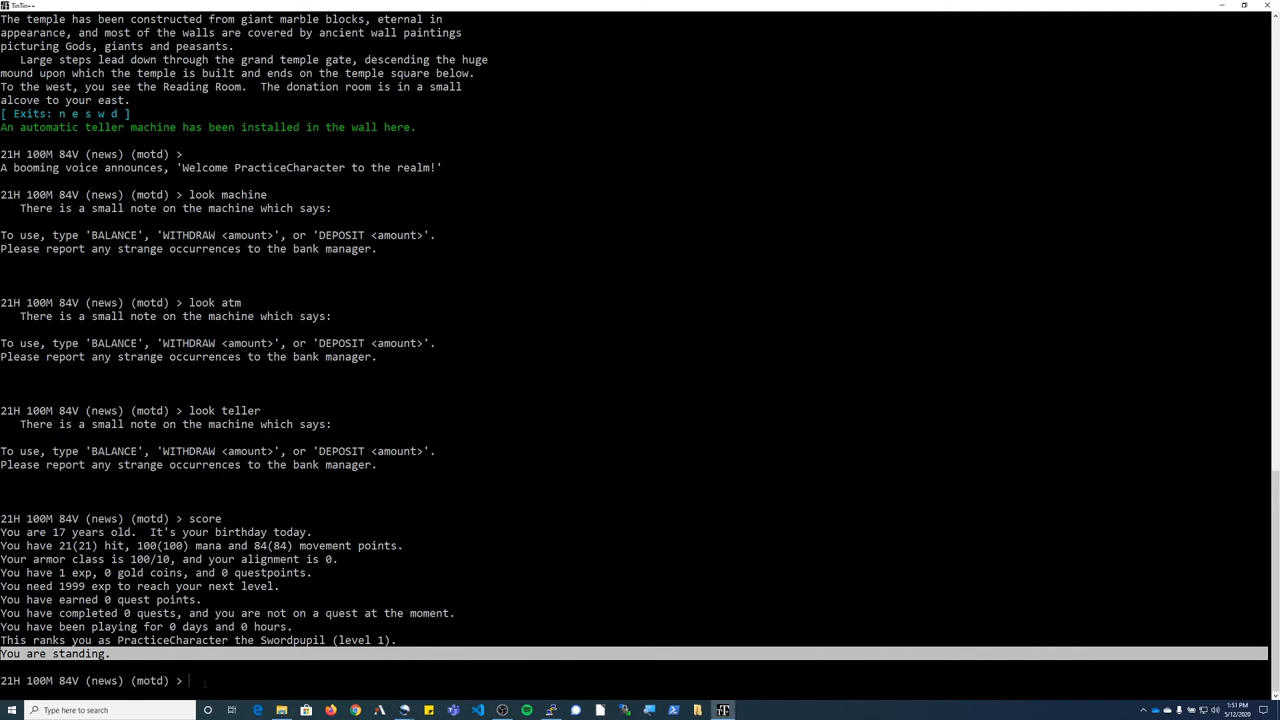 TinTin++
The temple has been constructed from giant marble blocks, eternal in
appearance, and most of the walls are covered by ancient wall paintings
picturing Gods, giants and peasants.
Large steps lead down through the grand temple gate, descending the huge
mound upon which the temple is built and ends on the temple square below.
To the west, you see the Reading Room.  The donation room is in a small
alcove to your east.
[ Exits: n e s w d ]
An automatic teller machine has been installed in the wall here.
21H 100M 84V (news) (motd) >
A booming voice announces, 'Welcome PracticeCharacter to the realm!'
21H 100M 84V (news) (motd) > look machine
There is a small note on the machine which says:
To use, type 'BALANCE', 'WITHDRAW <amount>', or 'DEPOSIT <amount>'.
Please report any strange occurrences to the bank manager.
21H 100M 84V (news) (motd) > look atm
There is a small note on the machine which says:
To use, type 'BALANCE', 'WITHDRAW <amount>', or 'DEPOSIT <amount>'.
Please report any strange occurrences to the bank manager.
21H 100M 84V (news) (motd) > look teller
There is a small note on the machine which says:
To use, type 'BALANCE', 'WITHDRAW <amount>', or 'DEPOSIT <amount>'.
Please report any strange occurrences to the bank manager.
21H 100M 84V (news) (motd) > score
You are 17 years old.  It's your birthday today.
You have 21(21) hit, 100(100) mana and 84(84) movement points.
Your armor class is 100/10, and your alignment is 0.
You have 1 exp, 0 gold coins, and 0 questpoints.
You need 1999 exp to reach your next level.
You have earned 0 quest points.
You have completed 0 quests, and you are not on a quest at the moment.
You have been playing for 0 days and 0 hours.
This ranks you as PracticeCharacter the Swordpupil (level 1).
You are standing.
21H 100M 84V (news) (motd) >
Type here to search
1:51 PM
5/12/2020